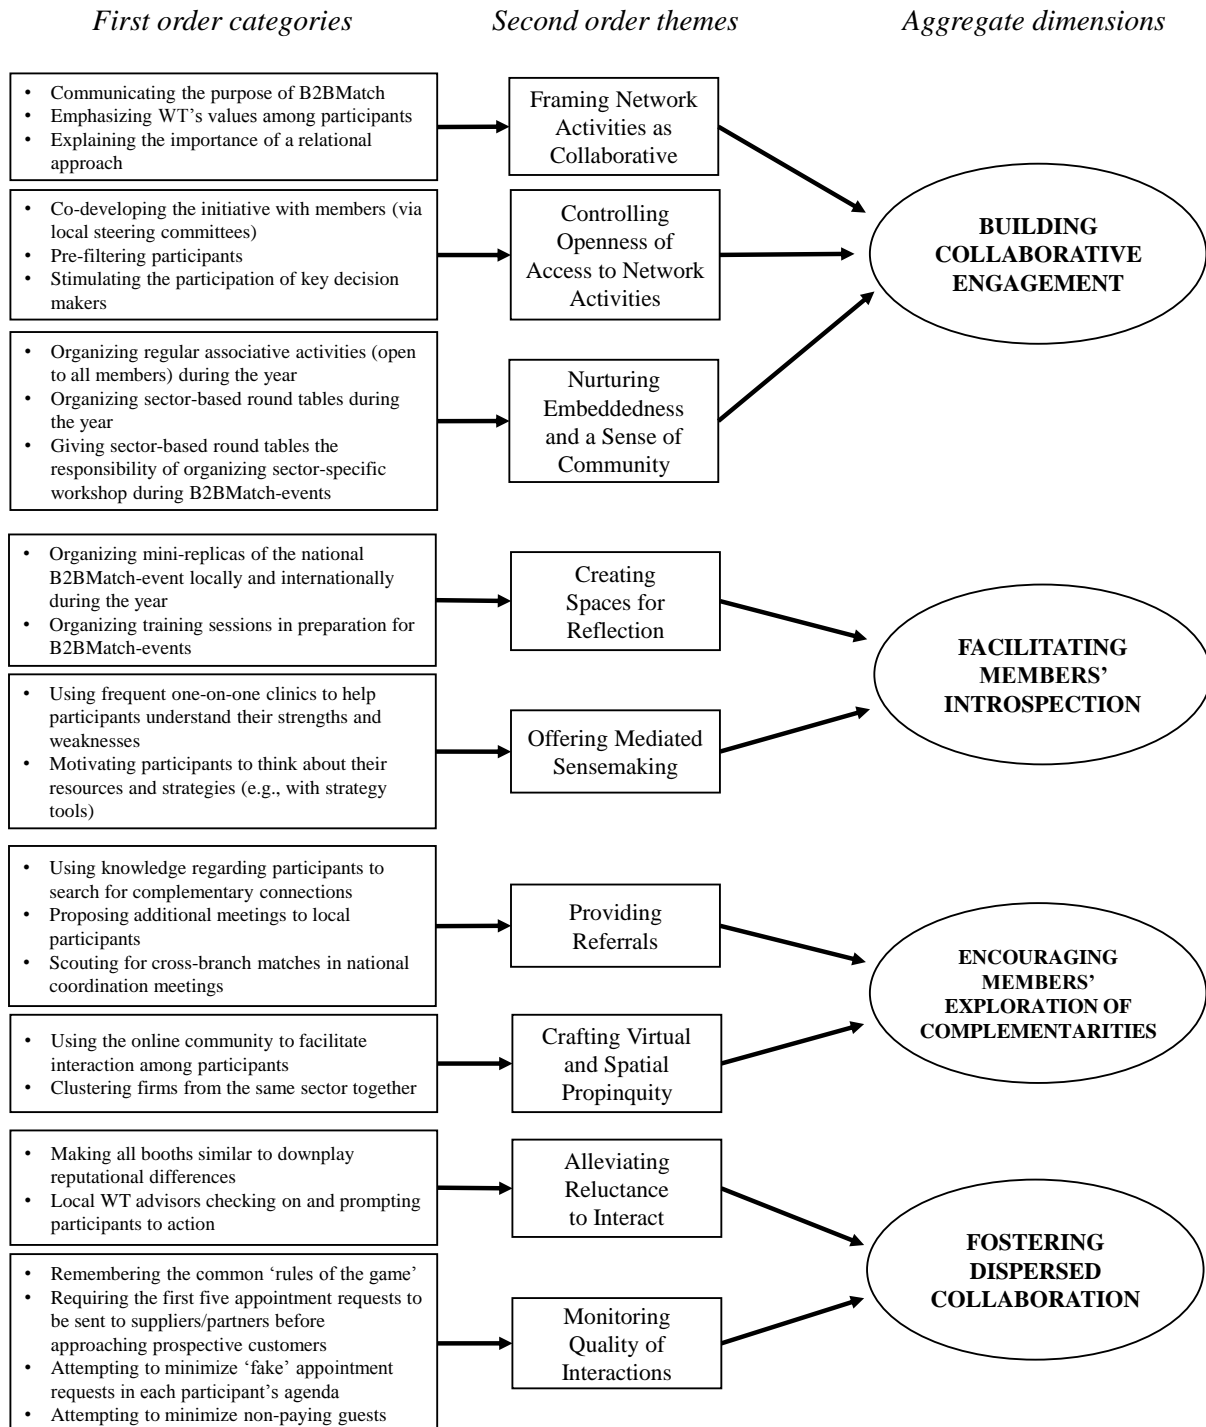 First order categories
Second order themes
Aggregate dimensions
• Communicating the purpose of B2BMatch
• Emphasizing WT’s values among participants
• Explaining the importance of a relational
approach
Framing Network
Activities as
Collaborative
• Co-developing the initiative with members (via
local steering committees)
• Pre-filtering participants
• Stimulating the participation of key decision
makers
Controlling
Openness of
Access to Network
Activities
• Organizing regular associative activities (open
to all members) during the year
• Organizing sector-based round tables during
the year
• Giving sector-based round tables the
responsibility of organizing sector-specific
workshop during B2BMatch-events
Nurturing
Embeddedness
and a Sense of
Community
BUILDING
COLLABORATIVE
ENGAGEMENT
• Organizing mini-replicas of the national
B2BMatch-event locally and internationally
during the year
• Organizing training sessions in preparation for
B2BMatch-events
Creating
Spaces for
Reflection
• Using frequent one-on-one clinics to help
participants understand their strengths and
weaknesses
• Motivating participants to think about their
resources and strategies (e.g., with strategy
tools)
Offering Mediated
Sensemaking
FACILITATING
MEMBERS’
INTROSPECTION
• Using knowledge regarding participants to
search for complementary connections
• Proposing additional meetings to local
participants
• Scouting for cross-branch matches in national
coordination meetings
Providing
Referrals
• Using the online community to facilitate
interaction among participants
• Clustering firms from the same sector together
Crafting Virtual
and Spatial
Propinquity
ENCOURAGING
MEMBERS’
EXPLORATION OF
COMPLEMENTARITIES
• Making all booths similar to downplay
reputational differences
• Local WT advisors checking on and prompting
participants to action
Alleviating
Reluctance
to Interact
• Remembering the common ‘rules of the game’
• Requiring the first five appointment requests to
be sent to suppliers/partners before
approaching prospective customers
• Attempting to minimize ‘fake’ appointment
requests in each participant’s agenda
• Attempting to minimize non-paying guests
Monitoring
Quality of
Interactions
FOSTERING
DISPERSED
COLLABORATION